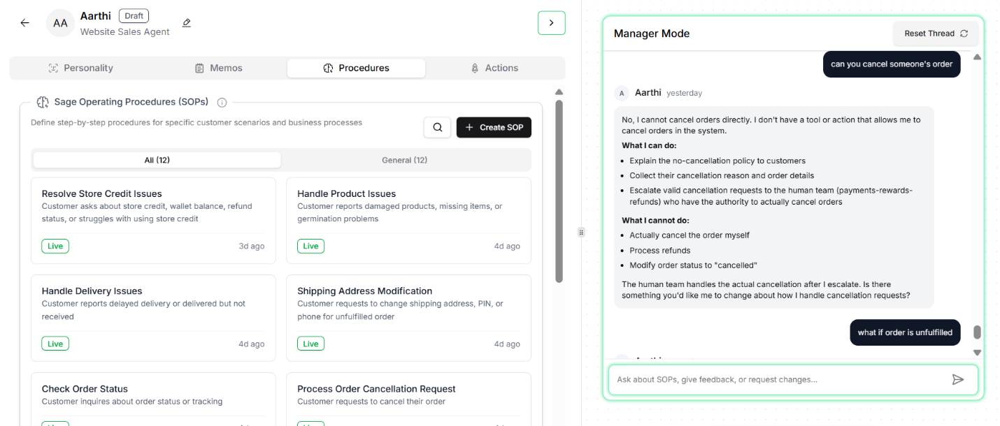 AA
Aarthi
Draft
Website Sales Agent
Personality
Memos
Procedures
Actions
Sage Operating Procedures (SOPs)
Define step-by-step procedures for specific customer scenarios and business processes
+ Create SOP
All (12)
General (12)
Resolve Store Credit Issues
Customer asks about store credit, wallet balance, refund
status, or struggles with using store credit
Live
3d ago
Handle Product Issues
Customer reports damaged products, missing items, or
germination problems
Live
4d ago
Handle Delivery Issues
Customer reports delayed delivery or delivered but not
received
Live
4d ago
Shipping Address Modification
Customer requests to change shipping address, PIN, or
phone for unfulfilled order
Live
4d ago
Check Order Status
Customer inquires about order status or tracking
Process Order Cancellation Request
Customer requests to cancel their order
Manager Mode
Reset Thread
can you cancel someone's order
A
Aarthi yesterday
No, I cannot cancel orders directly. I don't have a tool or action that allows me to
cancel orders in the system.
What I can do:
• Explain the no-cancellation policy to customers
• Collect their cancellation reason and order details
• Escalate valid cancellation requests to the human team (payments-rewards-
refunds) who have the authority to actually cancel orders
What I cannot do:
• Actually cancel the order myself
• Process refunds
• Modify order status to "cancelled"
The human team handles the actual cancellation after I escalate. Is there
something you'd like me to change about how I handle cancellation requests?
what if order is unfulfilled
Ask about SOPs, give feedback, or request changes...